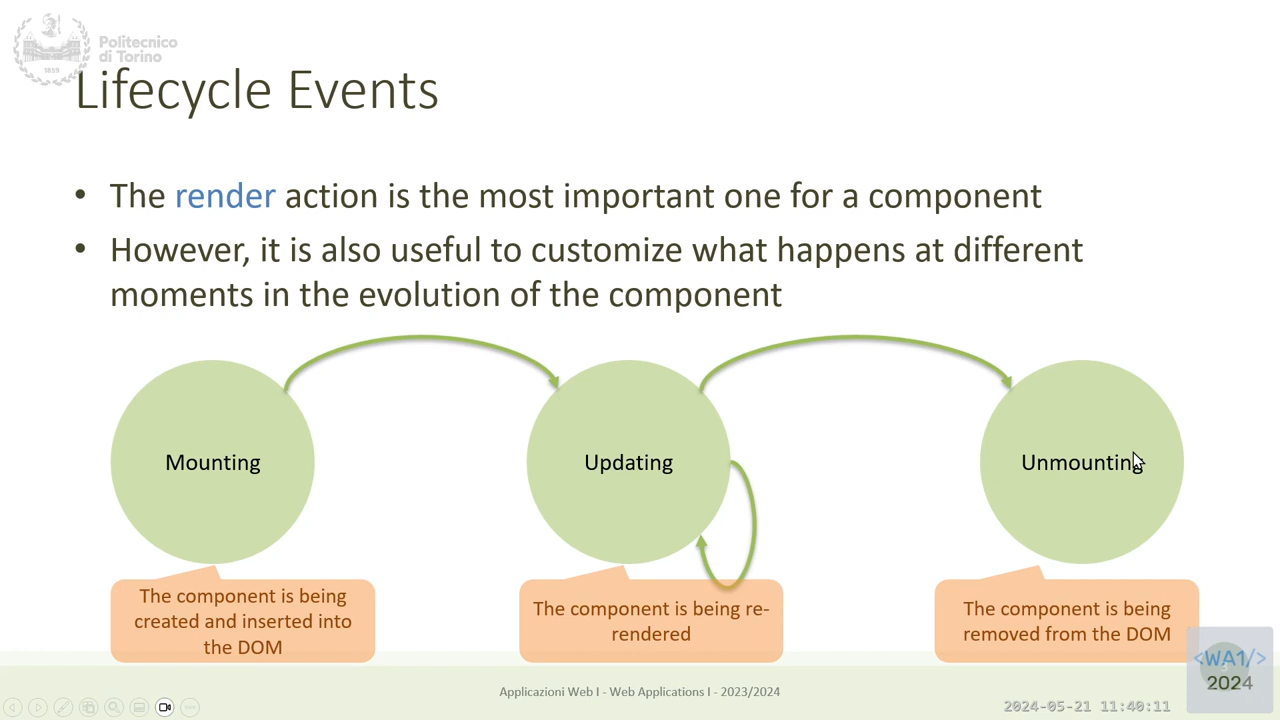 Politecnico
di Torino
1859
Lifecycle Events
• The render action is the most important one for a component
• However, it is also useful to customize what happens at different
moments in the evolution of the component
Mounting
Updating
Unmounting
The component is being
created and inserted into
the DOM
The component is being re-
rendered
The component is being
removed from the DOM
Applicazioni Web I - Web Applications I - 2023/2024
3
<WA1/>
2024
2024-05-21 11:40:11